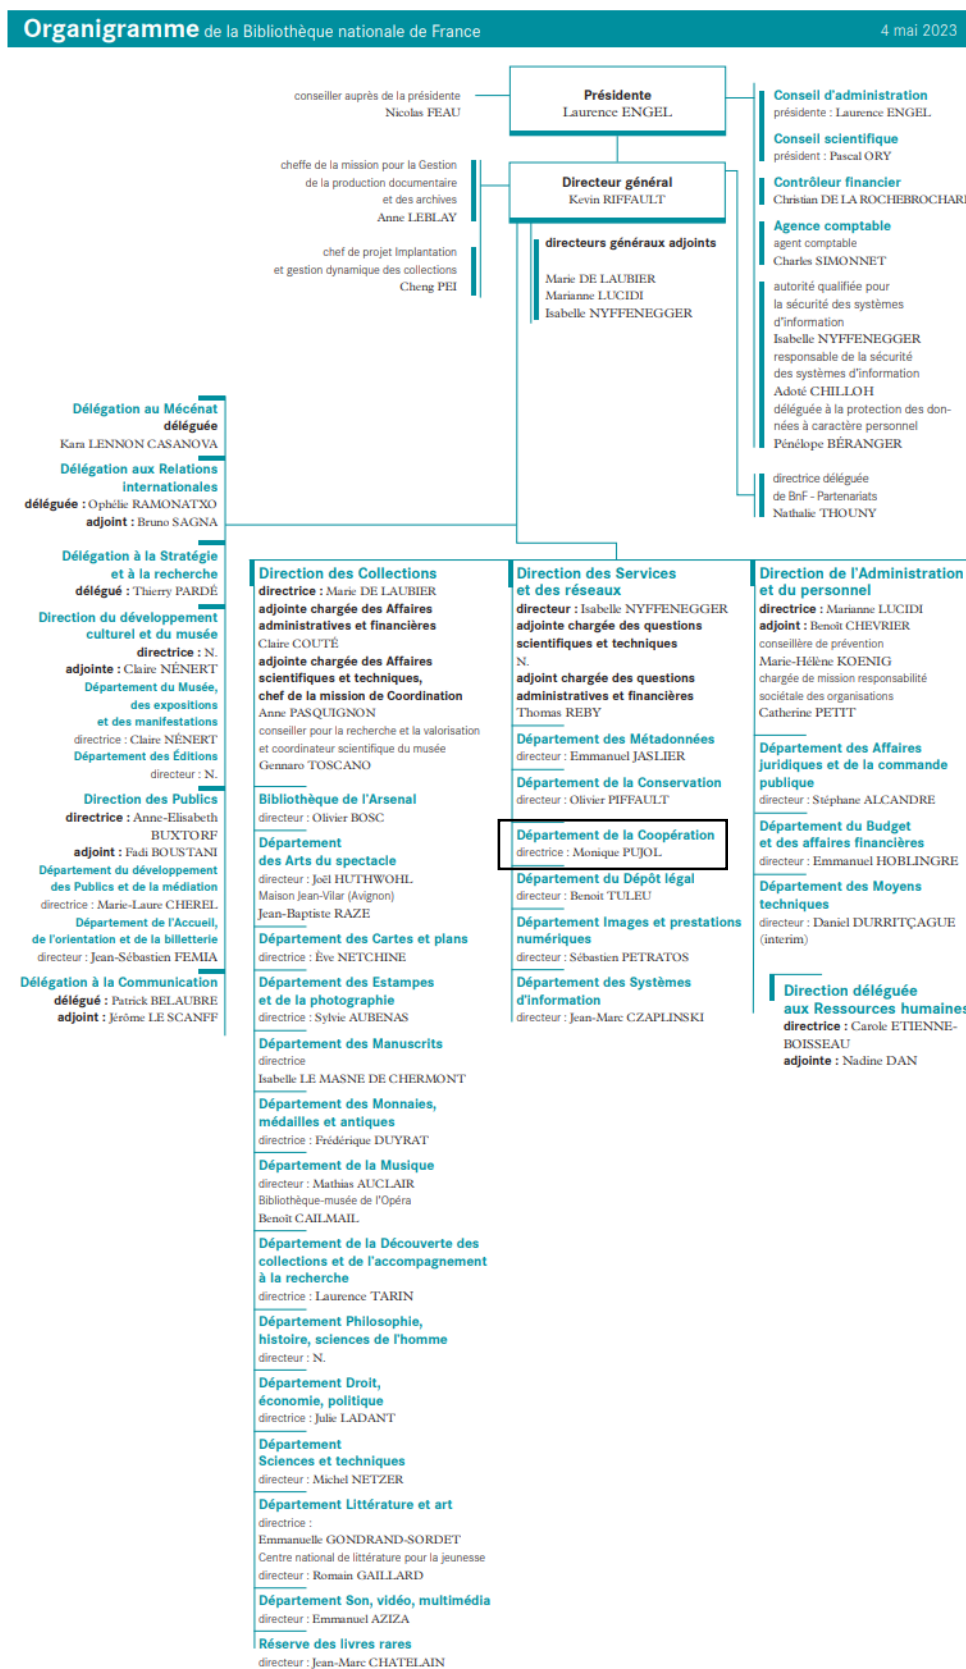 Organigramme de la Bibliothèque nationale de France
4 mai 2023
conseiller auprès de la présidente
Nicolas FEAU
Présidente
Laurence ENGEL
Conseil d'administration
présidente : Laurence ENGEL
Conseil scientifique
président : Pascal ORY
Contrôleur financier
Christian DE LA ROCHEBROCHARD
Agence comptable
agent comptable
Charles SIMONNET
autorité qualifiée pour
la sécurité des systèmes
d'information
Isabelle NYFFENEGGER
responsable de la sécurité
des systèmes d'information
Adoté CHILLOH
déléguée à la protection des don-
nées à caractère personnel
Pénélope BÉRANGER
directrice déléguée
de BnF - Partenariats
Nathalie THOUNY
cheffe de la mission pour la Gestion
de la production documentaire
et des archives
Anne LEBLAY
chef de projet Implantation
et gestion dynamique des collections
Cheng PEI
Directeur général
Kevin RIFFAULT
directeurs généraux adjoints
Marie DE LAUBIER
Marianne LUCIDI
Isabelle NYFFENEGGER
Délégation au Mécénat
déléguée
Kara LENNON CASANOVA
Délégation aux Relations
internationales
déléguée : Ophélie RAMONATXO
adjoint : Bruno SAGNA
Délégation à la Stratégie
et à la recherche
délégué : Thierry PARDÉ
Direction du développement
culturel et du musée
directrice : N.
adjointe : Claire NÉNERT
Département du Musée,
des expositions
et des manifestations
directrice : Claire NÉNERT
Département des Éditions
directeur : N.
Direction des Publics
directrice : Anne-Elisabeth
BUXTORF
adjoint : Fadi BOUSTANI
Département du développement
des Publics et de la médiation
directrice : Marie-Laure CHEREL
Département de l'Accueil,
de l'orientation et de la billetterie
directeur : Jean-Sébastien FEMIA
Délégation à la Communication
délégué : Patrick BELAUBRE
adjoint : Jérôme LE SCANFF
Direction des Collections
directrice : Marie DE LAUBIER
adjointe chargée des Affaires
administratives et financières
Claire COUTÉ
adjointe chargée des Affaires
scientifiques et techniques,
chef de la mission de Coordination
Anne PASQUIGNON
conseiller pour la recherche et la valorisation
et coordinateur scientifique du musée
Gennaro TOSCANO
Bibliothèque de l'Arsenal
directeur : Olivier BOSC
Département
des Arts du spectacle
directeur : Joël HUTHWOHL
Maison Jean-Vilar (Avignon)
Jean-Baptiste RAZE
Département des Cartes et plans
directrice : Ève NETCHINE
Département des Estampes
et de la photographie
directrice : Sylvie AUBENAS
Département des Manuscrits
directrice
Isabelle LE MASNE DE CHERMONT
Département des Monnaies,
médailles et antiques
directrice : Frédérique DUYRAT
Département de la Musique
directeur : Mathias AUCLAIR
Bibliothèque-musée de l'Opéra
Benoît CAILMAIL
Département de la Découverte des
collections et de l'accompagnement
à la recherche
directrice : Laurence TARIN
Département Philosophie,
histoire, sciences de l'homme
directeur : N.
Département Droit,
économie, politique
directrice : Julie LADANT
Département
Sciences et techniques
directeur : Michel NETZER
Département Littérature et art
directrice :
Emmanuelle GONDRAND-SORDET
Centre national de littérature pour la jeunesse
directeur : Romain GAILLARD
Département Son, vidéo, multimédia
directeur : Emmanuel AZIZA
Réserve des livres rares
directeur : Jean-Marc CHATELAIN
Direction des Services
et des réseaux
directeur : Isabelle NYFFENEGGER
adjointe chargée des questions
scientifiques et techniques
N.
adjoint chargée des questions
administratives et financières
Thomas REBY
Département des Métadonnées
directeur : Emmanuel JASLIER
Département de la Conservation
directeur : Olivier PIFFAULT
Département de la Coopération
directrice : Monique PUJOL
Département du Dépôt légal
directeur : Benoit TULEU
Département Images et prestations
numériques
directeur : Sébastien PETRATOS
Département des Systèmes
d'information
directeur : Jean-Marc CZAPLINSKI
Direction de l'Administration
et du personnel
directrice : Marianne LUCIDI
adjoint : Benoît CHEVRIER
conseillère de prévention
Marie-Hélène KOENIG
chargée de mission responsabilité
sociétale des organisations
Catherine PETIT
Département des Affaires
juridiques et de la commande
publique
directeur : Stéphane ALCANDRE
Département du Budget
et des affaires financières
directeur : Emmanuel HOBLINGRE
Département des Moyens
techniques
directeur : Daniel DURRITÇAGUE
(interim)
Direction déléguée
aux Ressources humaines
directrice : Carole ETIENNE-
BOISSEAU
adjointe : Nadine DAN